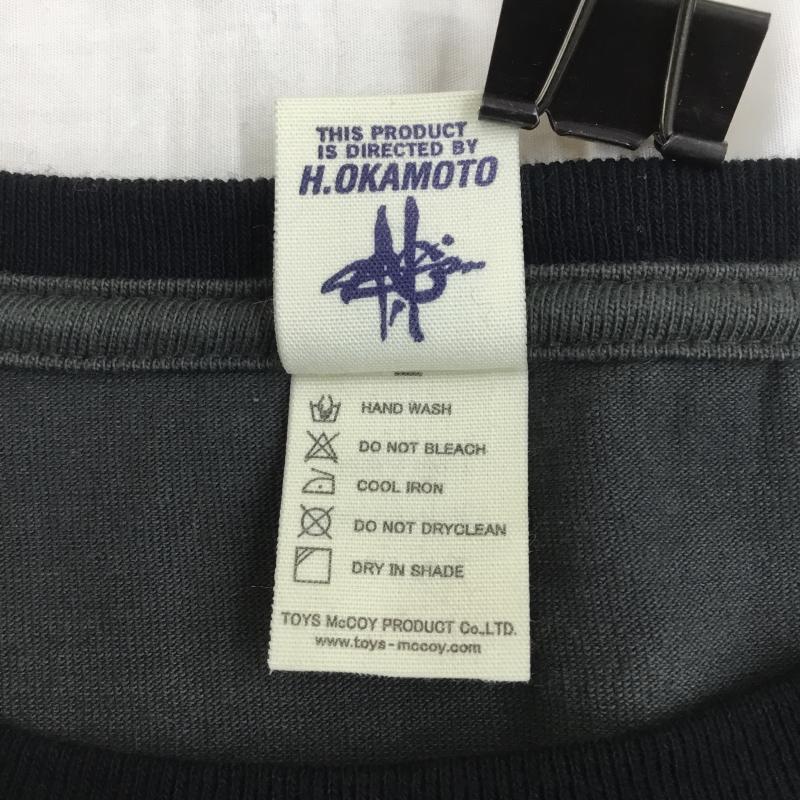 THIS PRODUCT
IS DIRECTED BY
H.OKAMOTO
HAND WASH
DO NOT BLEACH
COOL IRON
DO NOT DRYCLEAN
DRY IN SHADE
TOYS McCOY PRODUCT Co.,LTD.
www.toys-mccoy.com